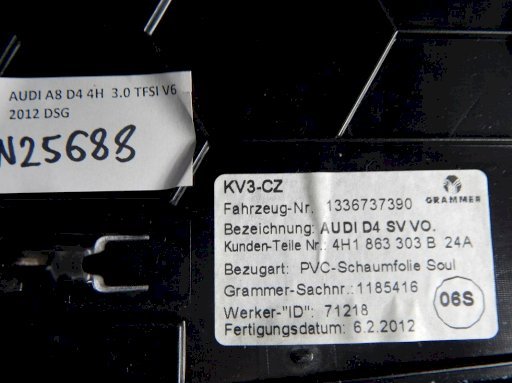 AUDI A8 D4 4H 3.0 TFSI V6
2012 DSG
N25688
KV3-CZ
GRAMMER
Fahrzeug-Nr. 1336737390
Bezeichnung: AUDI D4 SV VO.
Kunden-Teile Nr.: 4H1 863 303 B 24A
Bezugart: PVC-Schaumfolie Soul
Grammer-Sachnr.: 1185416
06S
Werker-"ID": 71218
Fertigungsdatum: 6.2.2012